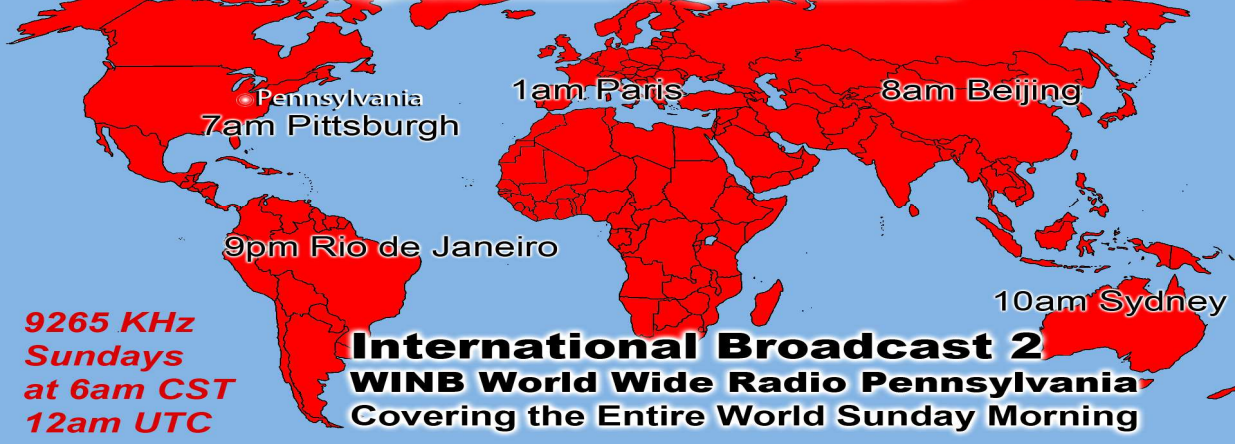 1am Paris
8am Beijing
Pennsylvania
7am Pittsburgh
9pm Rio de Janeiro
10am Sydney
9265 KHz
Sundays
at 6am CST
12am UTC
International Broadcast 2
WINB World Wide Radio Pennsylvania
Covering the Entire World Sunday Morning